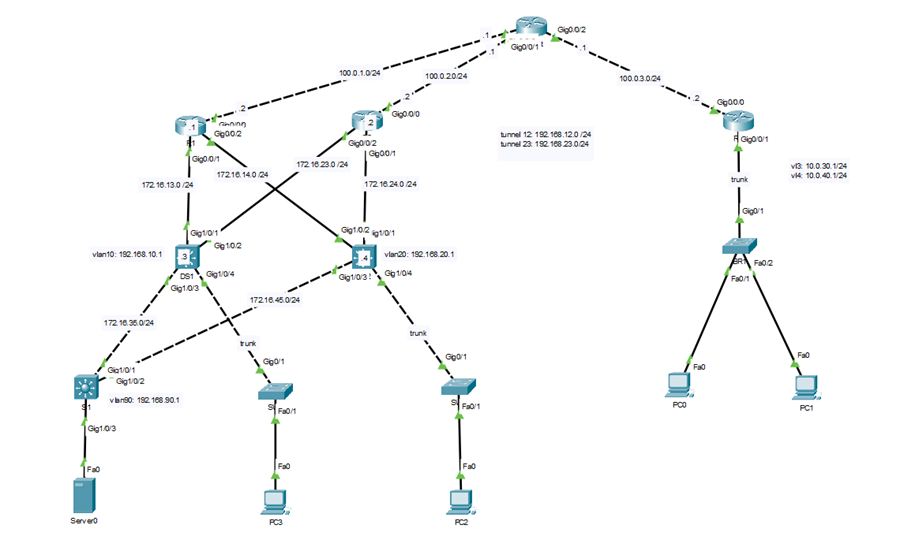 Gig0/0/2
.1
.1
Gig0/0/1
.1
100.0.1.0/24
100.0.2.0/24
100.0.3.0/24
.2
.2
.2
Gig0/0/0
Gig0/0/0
Gig0/0/0
.1
.2
R1
Gig0/0/2
Gig0/0/2
Gig0/0/1
R
Gig0/0/1
tunnel 12: 192.168.12.0 /24
tunnel 23: 192.168.23.0/24
Gig0/0/1
172.16.23.0 /24
172.16.14.0 /24
172.16.13.0 /24
172.16.24.0 /24
vl3: 10.0.30.1/24
vl4: 10.0.40.1/24
trunk
Gig0/1
Gig1/0/1
Gig1/0/2
Gig1/0/2
ig1/0/1
vlan10: 192.168.10.1
3
4
vlan20: 192.168.20.1
DS1
Gig1/0/4
Gig1/0/3
Gig1/0/3
Gig1/0/4
BR1
Fa0/2
Fa0/1
172.16.45.0/24
172.16.35.0/24
trunk
trunk
Gig1/0/1
Gig1/0/2
Gig0/1
Gig0/1
Fa0
Fa0
S1
vlan90: 192.168.90.1
Fa0/1
Fa0/1
PC0
PC1
Gig1/0/3
Fa0
Fa0
Fa0
Server0
PC3
PC2